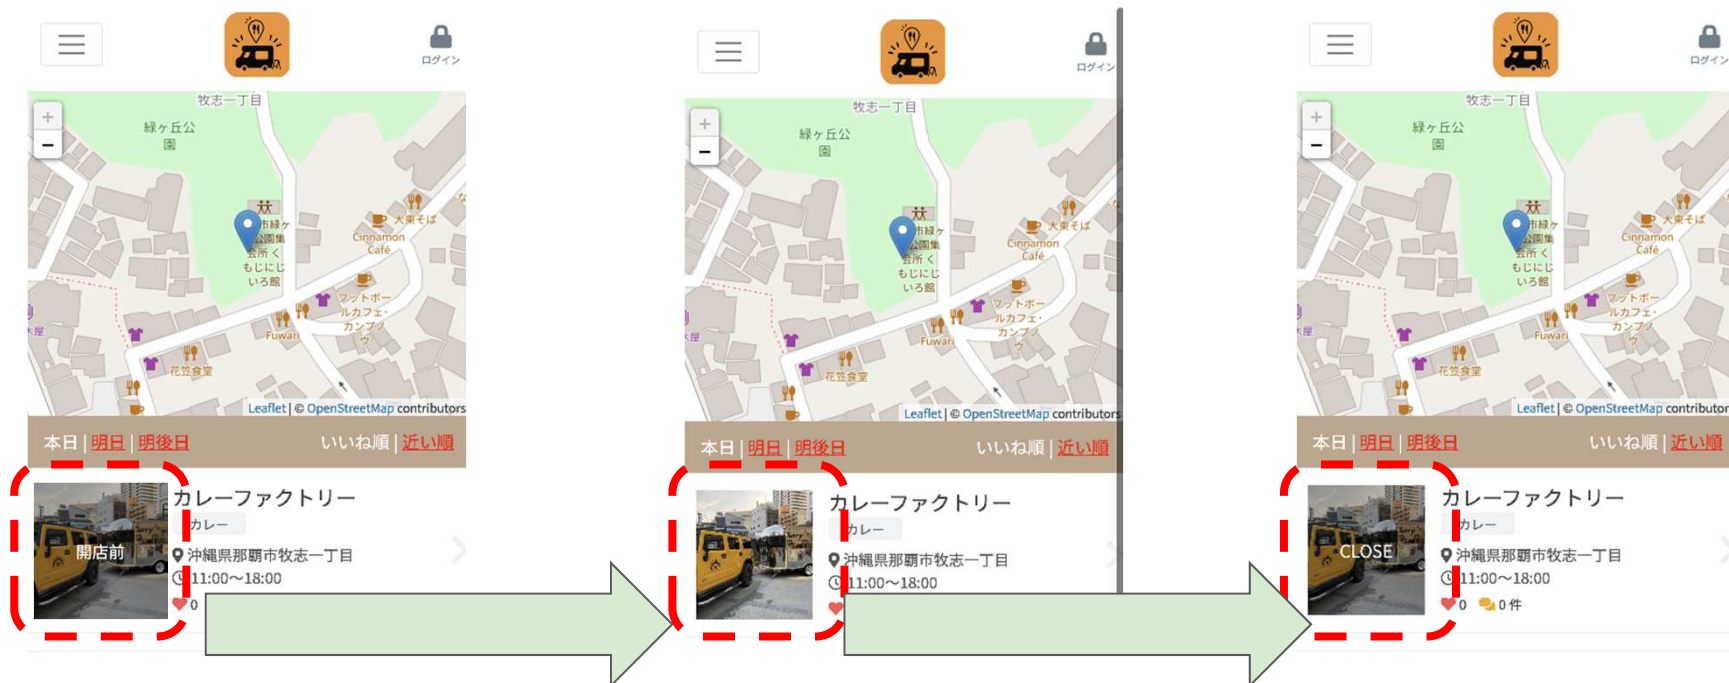 ログイン
牧志一丁目
緑ヶ丘公
園
+
−
市緑ヶ
公園集
会所く
もじにじ
いろ館
大東そば
Cinnamon
Café
フットボー
ルカフェ・
カンプノ
ウ
Fuwari
花笠食堂
Leaflet | © OpenStreetMap contributors
本日 | 明日 | 明後日
いいね順 | 近い順
開店前
カレーファクトリー
カレー
沖縄県那覇市牧志一丁目
11:00～18:00
0
ログイン
牧志一丁目
緑ヶ丘公
園
+
−
市緑ヶ
公園集
会所く
もじにじ
いろ館
大東そば
Cinnamon
Café
フットボー
ルカフェ・
カンプノ
ウ
Fuwari
花笠食堂
Leaflet | © OpenStreetMap contributors
本日 | 明日 | 明後日
いいね順 | 近い順
カレーファクトリー
カレー
沖縄県那覇市牧志一丁目
11:00～18:00
ログイン
牧志一丁目
緑ヶ丘公
園
+
−
市緑ヶ
公園集
会所く
もじにじ
いろ館
大東そば
Cinnamon
Café
フットボー
ルカフェ・
カンプノ
ウ
Fuwari
花笠食堂
Leaflet | © OpenStreetMap contributor
本日 | 明日 | 明後日
いいね順 | 近い順
CLOSE
カレーファクトリー
カレー
沖縄県那覇市牧志一丁目
11:00～18:00
0 0 件